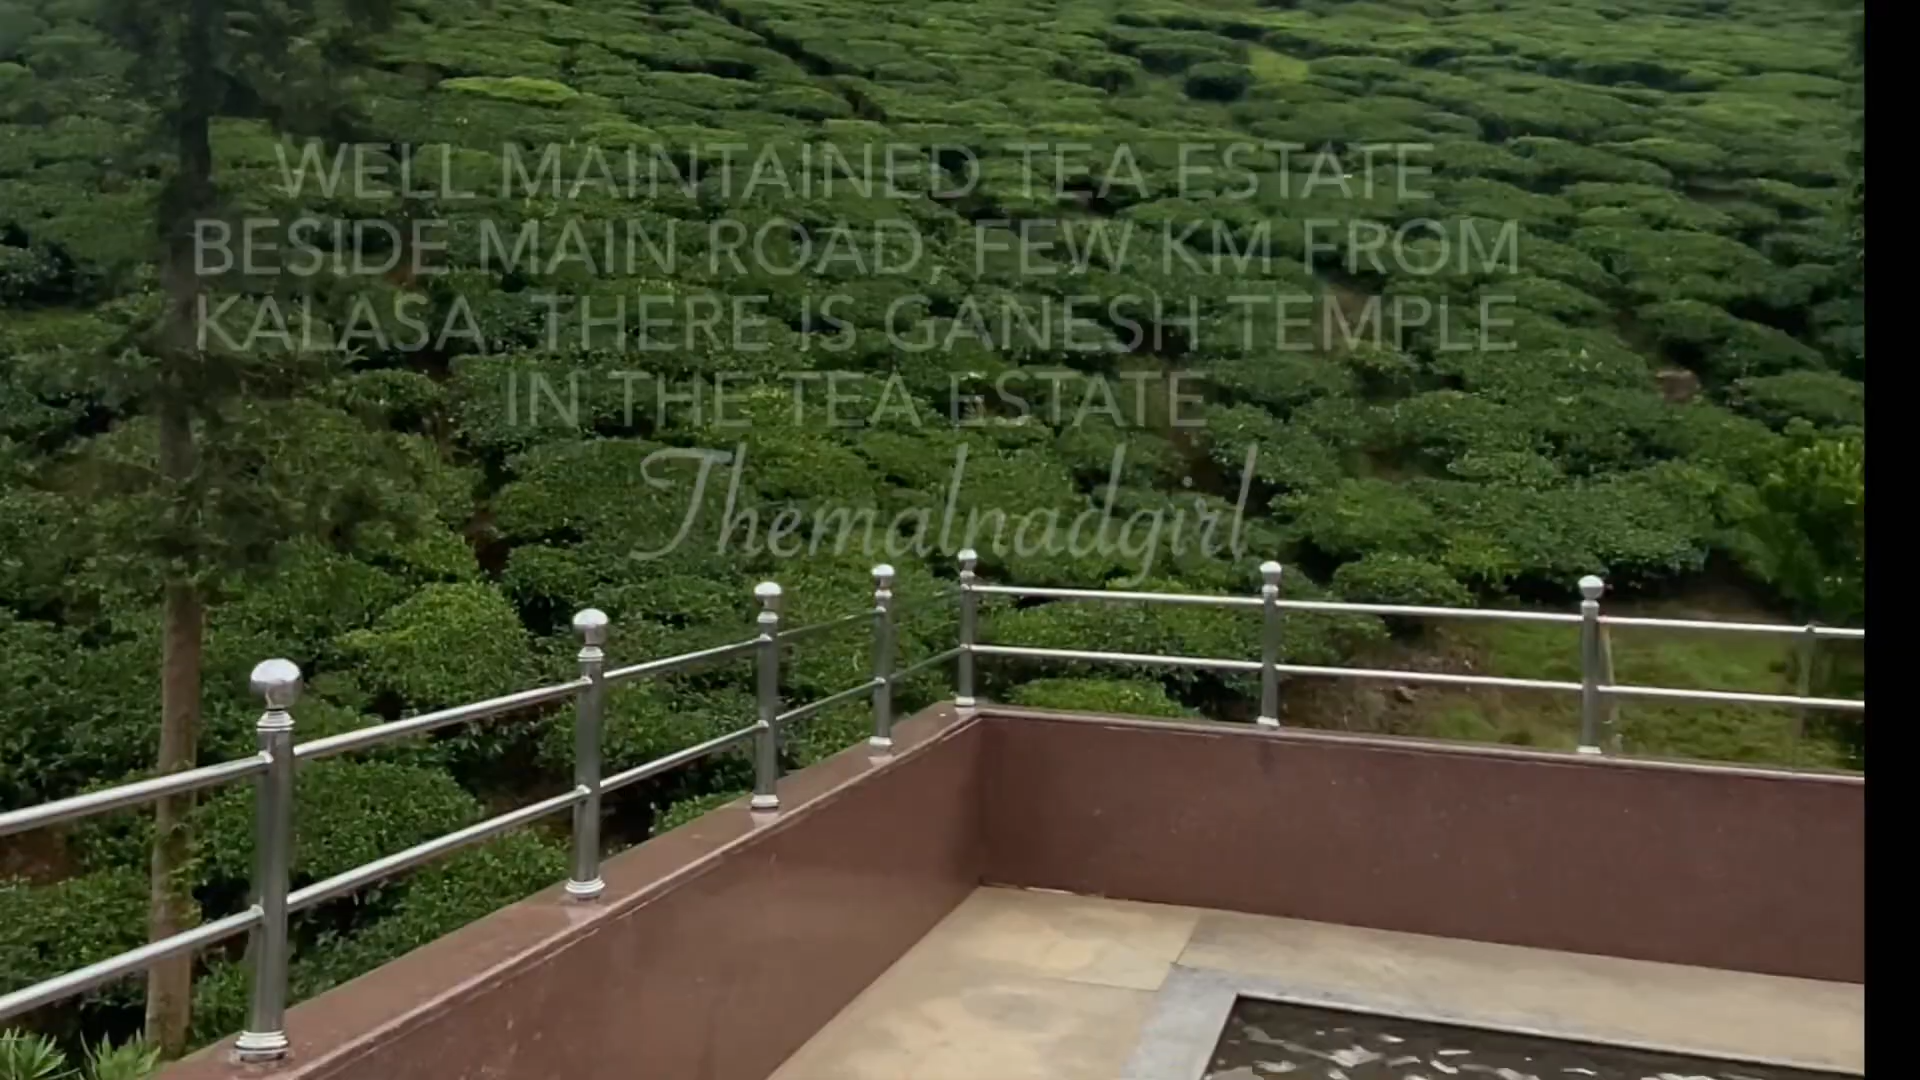 WELL MAINTAINED TEA ESTATE
BESIDE MAIN ROAD, FEW KM FROM
KALASA. THERE IS GANESH TEMPLE
IN THE TEA ESTATE
Themalnadgirl